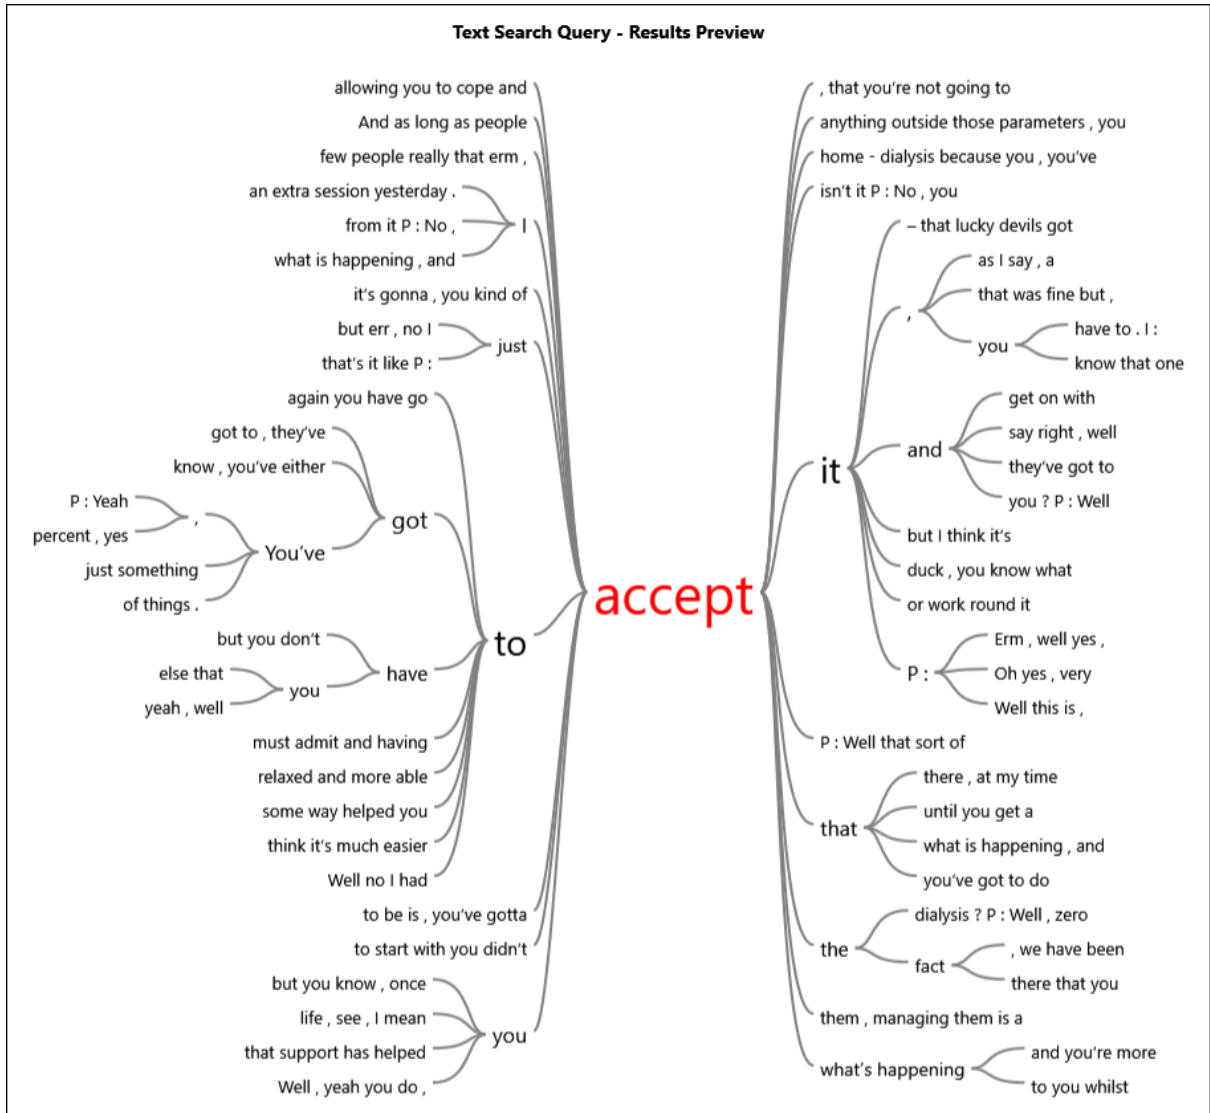 Text Search Query - Results Preview
allowing you to cope and
And as long as people
few people really that erm ,
an extra session yesterday .
from it P : No ,
what is happening , and
I
it's gonna , you kind of
but err , no I
that's it like P :
just
again you have go
got to , they've
know , you've either
P : Yeah
percent , yes
,
just something
of things .
You've
got
but you don't
else that
yeah , well
you
have
must admit and having
relaxed and more able
some way helped you
think it's much easier
Well no I had
to
to be is , you've gotta
to start with you didn't
but you know , once
life , see , I mean
that support has helped
Well , yeah you do ,
you
accept
, that you're not going to
anything outside those parameters , you
home - dialysis because you , you've
isn't it P : No , you
it
– that lucky devils got
,
as I say , a
that was fine but ,
you
have to . I :
know that one
and
get on with
say right , well
they've got to
you ? P : Well
but I think it's
duck , you know what
or work round it
P :
Erm , well yes ,
Oh yes , very
Well this is ,
P : Well that sort of
that
there , at my time
until you get a
what is happening , and
you've got to do
the
dialysis ? P : Well , zero
fact
, we have been
there that you
them , managing them is a
what's happening
and you're more
to you whilst